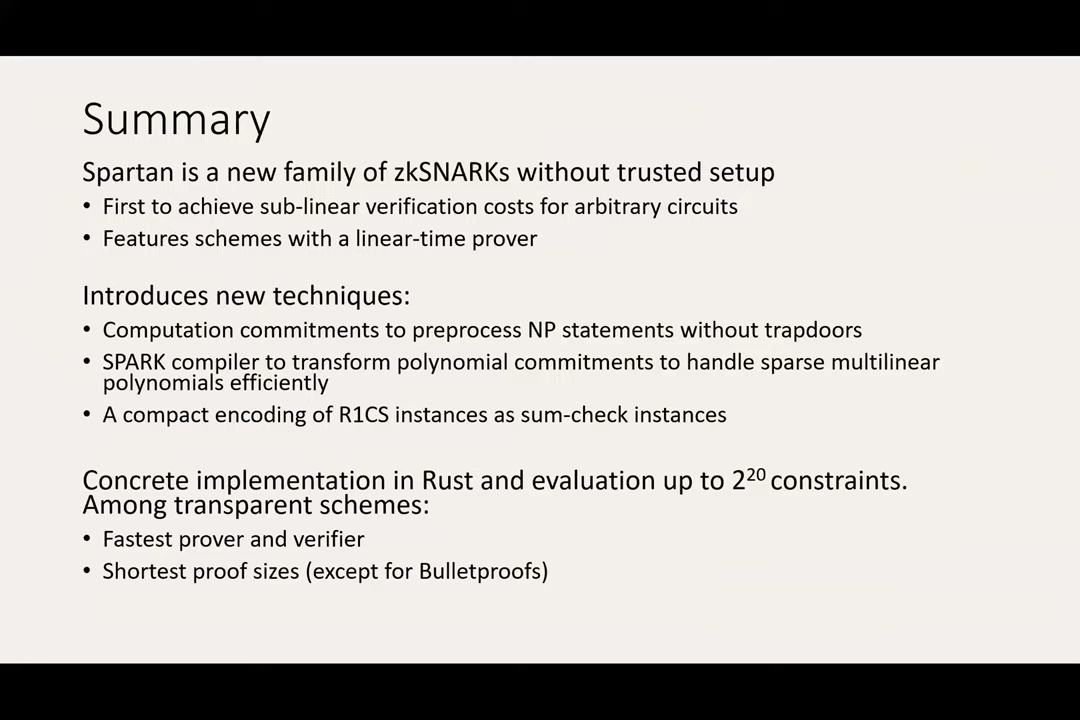 Summary
Spartan is a new family of zkSNARKs without trusted setup
• First to achieve sub-linear verification costs for arbitrary circuits
• Features schemes with a linear-time prover
Introduces new techniques:
• Computation commitments to preprocess NP statements without trapdoors
• SPARK compiler to transform polynomial commitments to handle sparse multilinear
polynomials efficiently
• A compact encoding of R1CS instances as sum-check instances
Concrete implementation in Rust and evaluation up to 2²⁰ constraints.
Among transparent schemes:
• Fastest prover and verifier
• Shortest proof sizes (except for Bulletproofs)